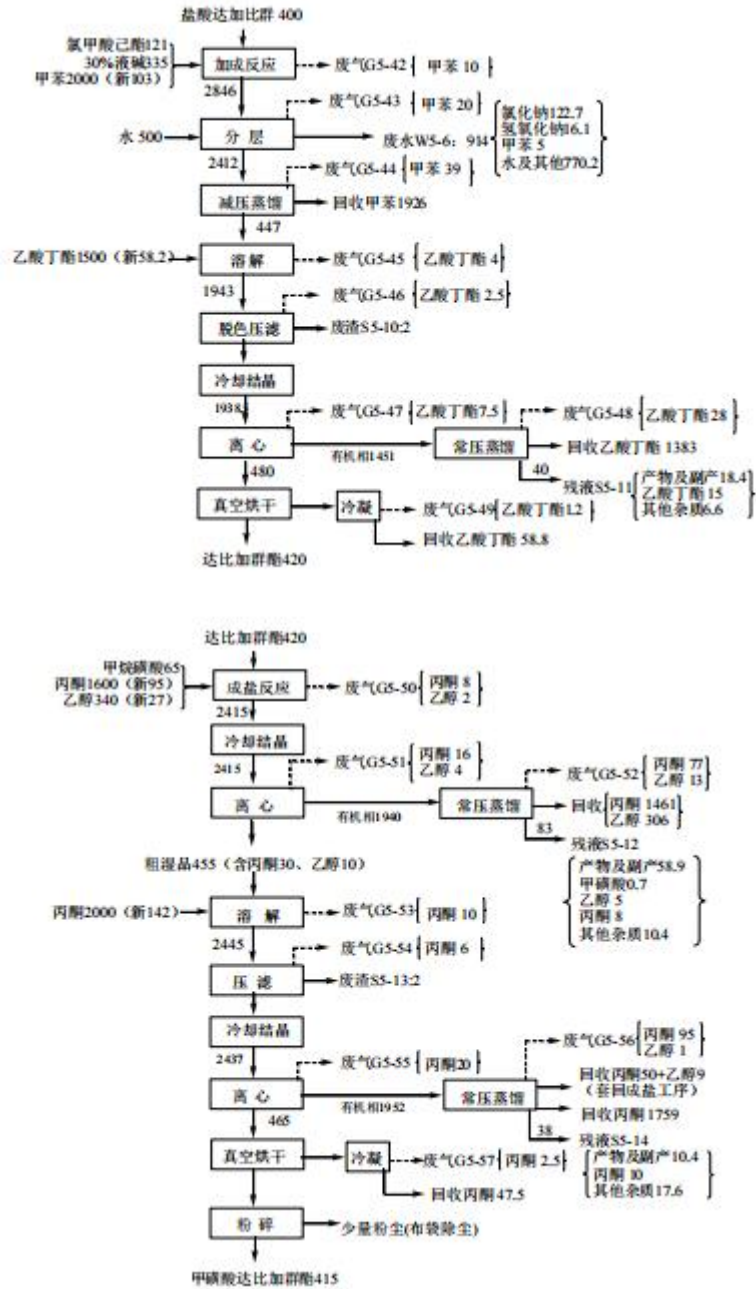 盐酸达加比群 400
氯甲酸己酯121
30%液碱335
甲苯2000（新103）
加成反应
废气G5-42
甲苯 10
2846
废气G5-43
甲苯 20
水 500
分 层
废水W5-6：914
氯化钠122.7
氢氧化钠16.1
甲苯 5
水及其他770.2
2412
废气G5-44
甲苯 39
减压蒸馏
回收甲苯1926
447
乙酸丁酯1500（新58.2）
溶解
废气G5-45
乙酸丁酯 4
1943
废气G5-46
乙酸丁酯 2.5
脱色压滤
废渣S5-10:2
冷却结晶
1938
废气G5-47
乙酸丁酯7.5
废气G5-48
乙酸丁酯28
离 心
有机相1451
常压蒸馏
回收乙酸丁酯 1383
480
40
残液S5-11
产物及副产18.4
乙酸丁酯 15
其他杂质6.6
真空烘干
冷凝
废气G5-49
乙酸丁酯1.2
回收乙酸丁酯 58.8
达比加群酯420
达比加群酯420
甲烷磺酸65
丙酮1600（新95）
乙醇340（新27）
成盐反应
废气G5-50
丙酮 8
乙醇 2
2415
冷却结晶
2415
废气G5-51
丙酮 16
乙醇 4
废气G5-52
丙酮 77
乙醇 13
离 心
有机相1940
常压蒸馏
回收
丙酮 1461
乙醇 306
83
残液S5-12
产物及副产58.9
甲磺酸0.7
乙醇 5
丙酮 8
其他杂质10.4
粗湿品455（含丙酮30、乙醇10）
丙酮2000（新142）
溶 解
废气G5-53
丙酮 10
2445
废气G5-54
丙酮 6
压 滤
废渣S5-13:2
冷却结晶
2437
废气G5-55
丙酮20
废气G5-56
丙酮 95
乙醇 1
离 心
有机相1952
常压蒸馏
回收丙酮50+乙醇9
（套回成盐工序）
回收丙酮 1759
465
38
残液S5-14
产物及副产10.4
丙酮 10
其他杂质17.6
真空烘干
冷凝
废气G5-57
丙酮 2.5
回收丙酮 47.5
粉 碎
少量粉尘(布袋除尘)
甲磺酸达比加群酯415